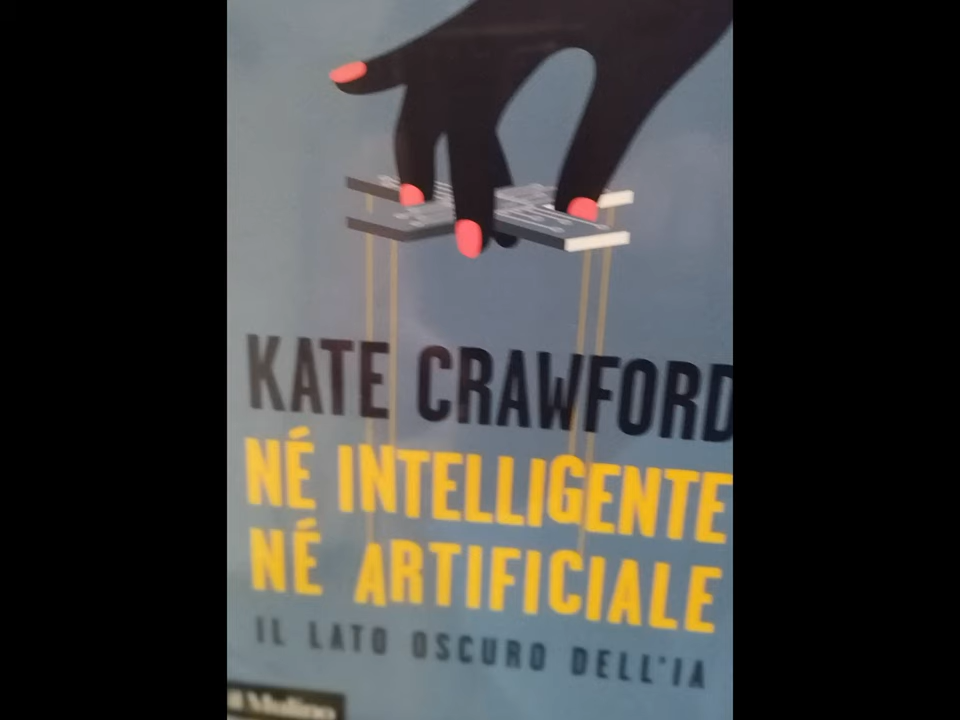 KATE CRAWFORD
NÉ INTELLIGENTE
NÉ ARTIFICIALE
IL LATO OSCURO DELL'IA
il Mulino